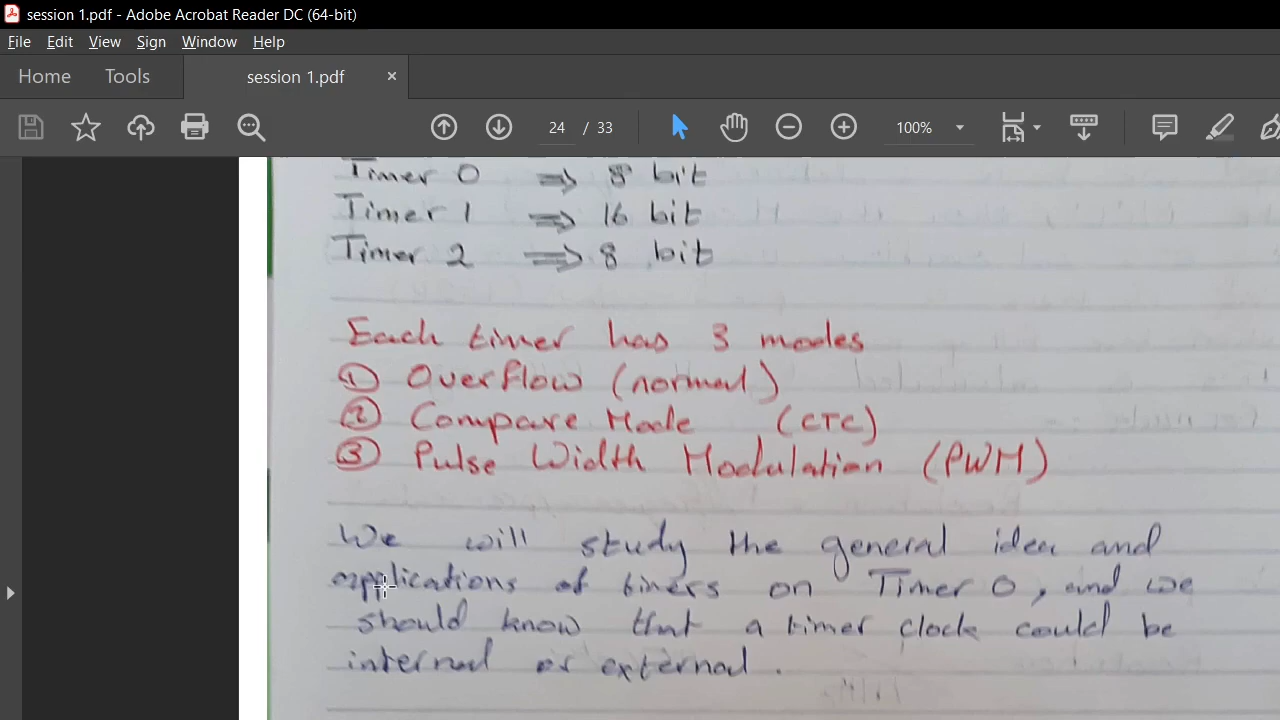 session 1.pdf - Adobe Acrobat Reader DC (64-bit)
File Edit View Sign Window Help
Home Tools session 1.pdf ×
24 / 33 100%
Timer 0 ⇒ 8 bit
Timer 1 ⇒ 16 bit
Timer 2 ⇒ 8 bit
Each timer has 3 modes
① Overflow (normal)
② Compare Mode (CTC)
③ Pulse Width Modulation (PWM)
We will study the general idea and
applications of timers on Timer 0, and we
should know that a timer clock could be
internal or external.